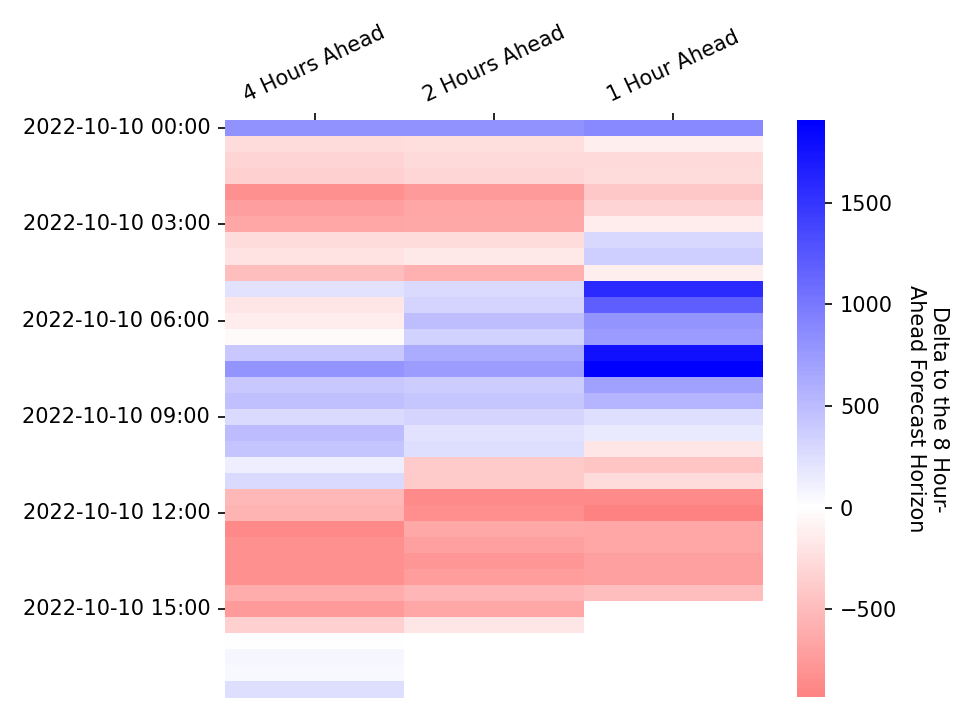 4 Hours Ahead
2 Hours Ahead
1 Hour Ahead
2022-10-10 00:00
2022-10-10 03:00
2022-10-10 06:00
2022-10-10 09:00
2022-10-10 12:00
2022-10-10 15:00
1500
1000
500
0
−500
Delta to the 8 Hour-
Ahead Forecast Horizon